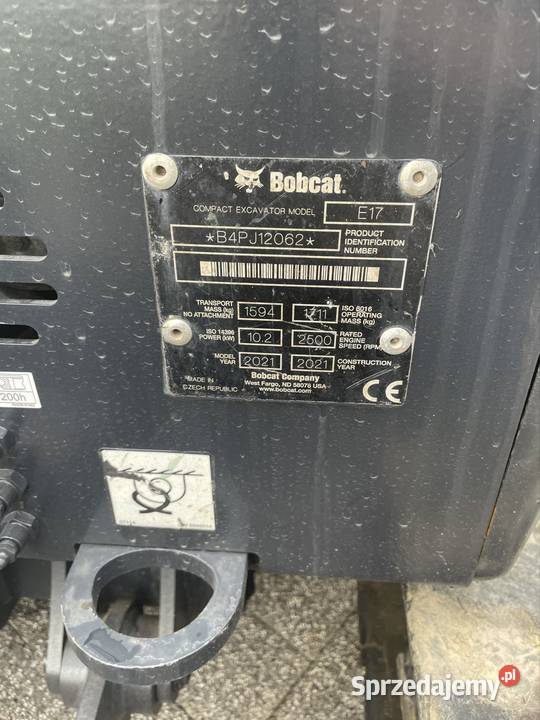 Bobcat.
COMPACT EXCAVATOR MODEL E17
*B4PJ12062* PRODUCT IDENTIFICATION NUMBER
TRANSPORT MASS (kg) NO ATTACHMENT 1594 1711 ISO 6016 OPERATING MASS (kg)
ISO 14396 POWER (kW) 10.2 2500 RATED ENGINE SPEED (RPM)
MODEL YEAR 2021 2021 CONSTRUCTION YEAR
MADE IN CZECH REPUBLIC
Bobcat Company
West Fargo, ND 58078 USA
www.bobcat.com
CE
200h
Sprzedajemy.pl